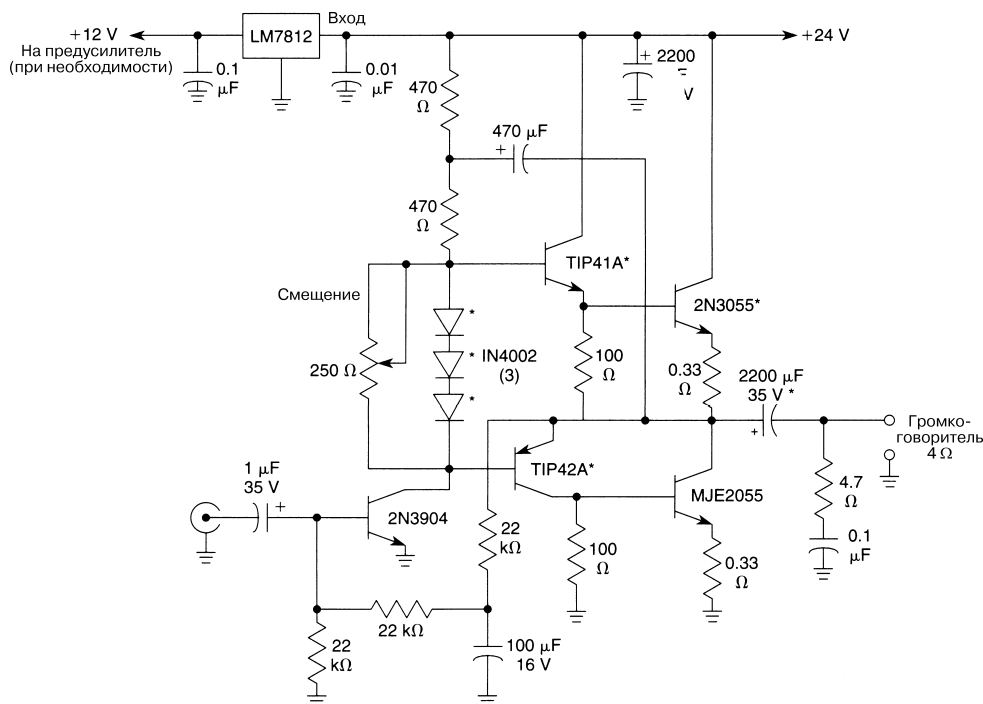 +12 V
На предусилитель
(при необходимости)
Вход
LM7812
+24 V
0.1
μF
0.01
μF
+ 2200
V
470
Ω
470 μF
+
470
Ω
TIP41A*
Смещение
2N3055*
*
* IN4002
(3)
*
250 Ω
100
Ω
0.33
Ω
2200 μF
35 V *
+
Громко-
говоритель
4 Ω
TIP42A*
1 μF
35 V
+
2N3904
MJE2055
4.7
Ω
22
kΩ
100
Ω
0.33
Ω
0.1
μF
22 kΩ
22
kΩ
100 μF
16 V